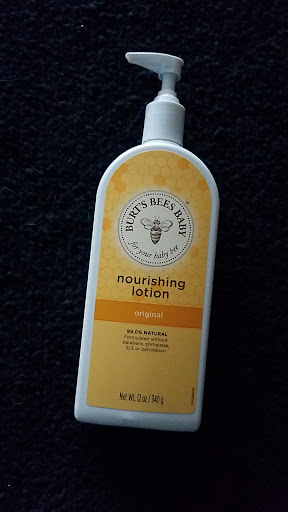 BURT'S BEES BABY
for your baby bee
nourishing
lotion
original
99.0% NATURAL
Formulated without
parabens, phthalates,
SLS or petrolatum
Net Wt. 12 oz / 340 g